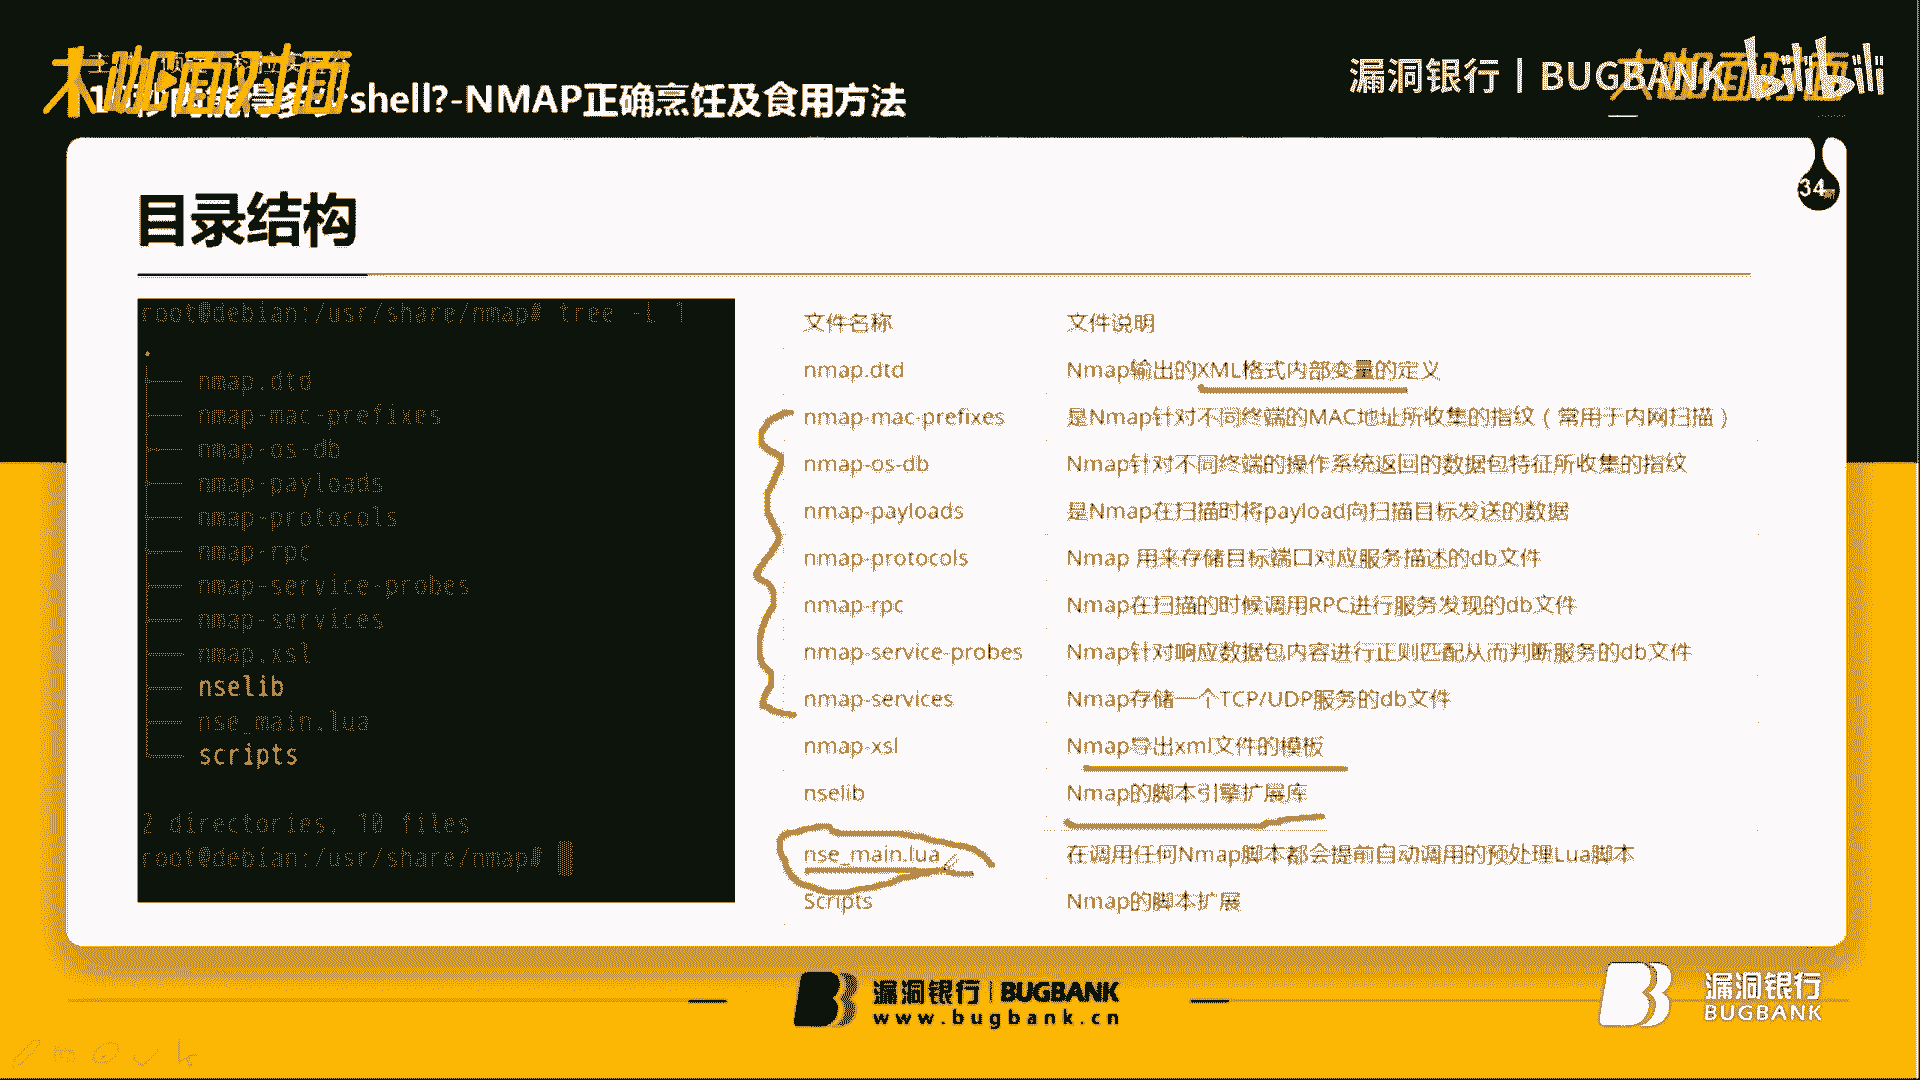 大咖面对面
shell?-NMAP正确烹饪及食用方法
漏洞银行 | BUGBANK
bilibili
34
目录结构
root@debian:/usr/share/nmap# tree -L 1
.
nmap.dtd
nmap-mac-prefixes
nmap-os-db
nmap-payloads
nmap-protocols
nmap-rpc
nmap-service-probes
nmap-services
nmap.xsl
nselib
nse_main.lua
scripts
2 directories, 10 files
root@debian:/usr/share/nmap#
文件名称 文件说明
nmap.dtd Nmap输出的XML格式内部变量的定义
nmap-mac-prefixes 是Nmap针对不同终端的MAC地址所收集的指纹（常用于内网扫描）
nmap-os-db Nmap针对不同终端的操作系统返回的数据包特征所收集的指纹
nmap-payloads 是Nmap在扫描时将payload向扫描目标发送的数据
nmap-protocols Nmap 用来存储目标端口对应服务描述的db文件
nmap-rpc Nmap在扫描的时候调用RPC进行服务发现的db文件
nmap-service-probes Nmap针对响应数据包内容进行正则匹配从而判断服务的db文件
nmap-services Nmap存储一个TCP/UDP服务的db文件
nmap-xsl Nmap导出xml文件的模板
nselib Nmap的脚本引擎扩展库
nse_main.lua 在调用任何Nmap脚本都会提前自动调用的预处理Lua脚本
Scripts Nmap的脚本扩展
漏洞银行 | BUGBANK
www.bugbank.cn
漏洞银行
BUGBANK